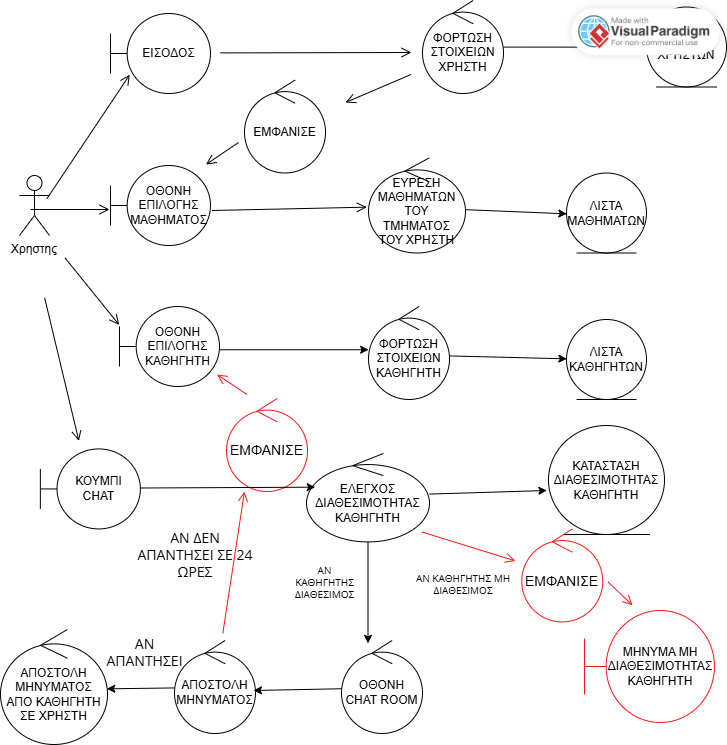 Made with
Visual Paradigm
For non-commercial use
ΕΙΣΟΔΟΣ
ΦΟΡΤΩΣΗ
ΣΤΟΙΧΕΙΩΝ
ΧΡΗΣΤΗ
ΧΡΗΣΤΩΝ
ΕΜΦΑΝΙΣΕ
Χρηστης
ΟΘΟΝΗ
ΕΠΙΛΟΓΗΣ
ΜΑΘΗΜΑΤΟΣ
ΕΥΡΕΣΗ
ΜΑΘΗΜΑΤΩΝ
ΤΟΥ
ΤΜΗΜΑΤΟΣ
ΤΟΥ ΧΡΗΣΤΗ
ΛΙΣΤΑ
ΜΑΘΗΜΑΤΩΝ
ΟΘΟΝΗ
ΕΠΙΛΟΓΗΣ
ΚΑΘΗΓΗΤΗ
ΦΟΡΤΩΣΗ
ΣΤΟΙΧΕΙΩΝ
ΚΑΘΗΓΗΤΗ
ΛΙΣΤΑ
ΚΑΘΗΓΗΤΩΝ
ΕΜΦΑΝΙΣΕ
ΚΟΥΜΠΙ
CHAT
ΕΛΕΓΧΟΣ
ΔΙΑΘΕΣΙΜΟΤΗΤΑΣ
ΚΑΘΗΓΗΤΗ
ΚΑΤΑΣΤΑΣΗ
ΔΙΑΘΕΣΙΜΟΤΗΤΑΣ
ΚΑΘΗΓΗΤΗ
ΑΝ ΔΕΝ
ΑΠΑΝΤΗΣΕΙ ΣΕ 24
ΩΡΕΣ
ΑΝ
ΚΑΘΗΓΗΤΗΣ
ΔΙΑΘΕΣΙΜΟΣ
ΑΝ ΚΑΘΗΓΗΤΗΣ ΜΗ
ΔΙΑΘΕΣΙΜΟΣ
ΕΜΦΑΝΙΣΕ
ΜΗΝΥΜΑ ΜΗ
ΔΙΑΘΕΣΙΜΟΤΗΤΑΣ
ΚΑΘΗΓΗΤΗ
ΑΝ
ΑΠΑΝΤΗΣΕΙ
ΑΠΟΣΤΟΛΗ
ΜΗΝΥΜΑΤΟΣ
ΑΠΟ ΚΑΘΗΓΗΤΗ
ΣΕ ΧΡΗΣΤΗ
ΑΠΟΣΤΟΛΗ
ΜΗΝΥΜΑΤΟΣ
ΟΘΟΝΗ
CHAT ROOM